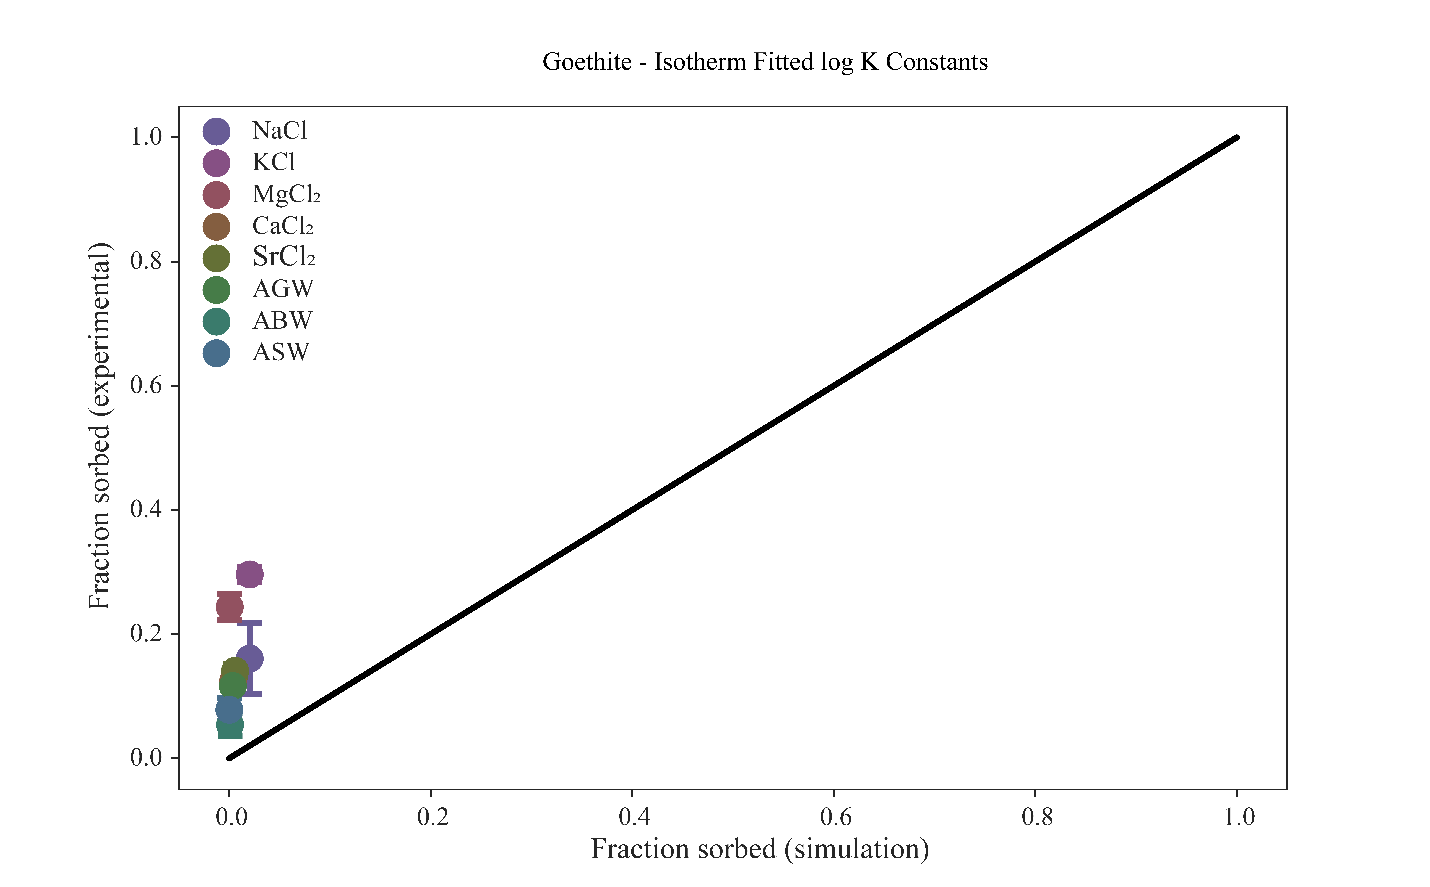 Goethite - Isotherm Fitted log K Constants
NaCl
KCl
MgCl₂
CaCl₂
SrCl₂
AGW
ABW
ASW
1.0
0.8
0.6
0.4
0.2
0.0
Fraction sorbed (experimental)
0.0 0.2 0.4 0.6 0.8 1.0
Fraction sorbed (simulation)